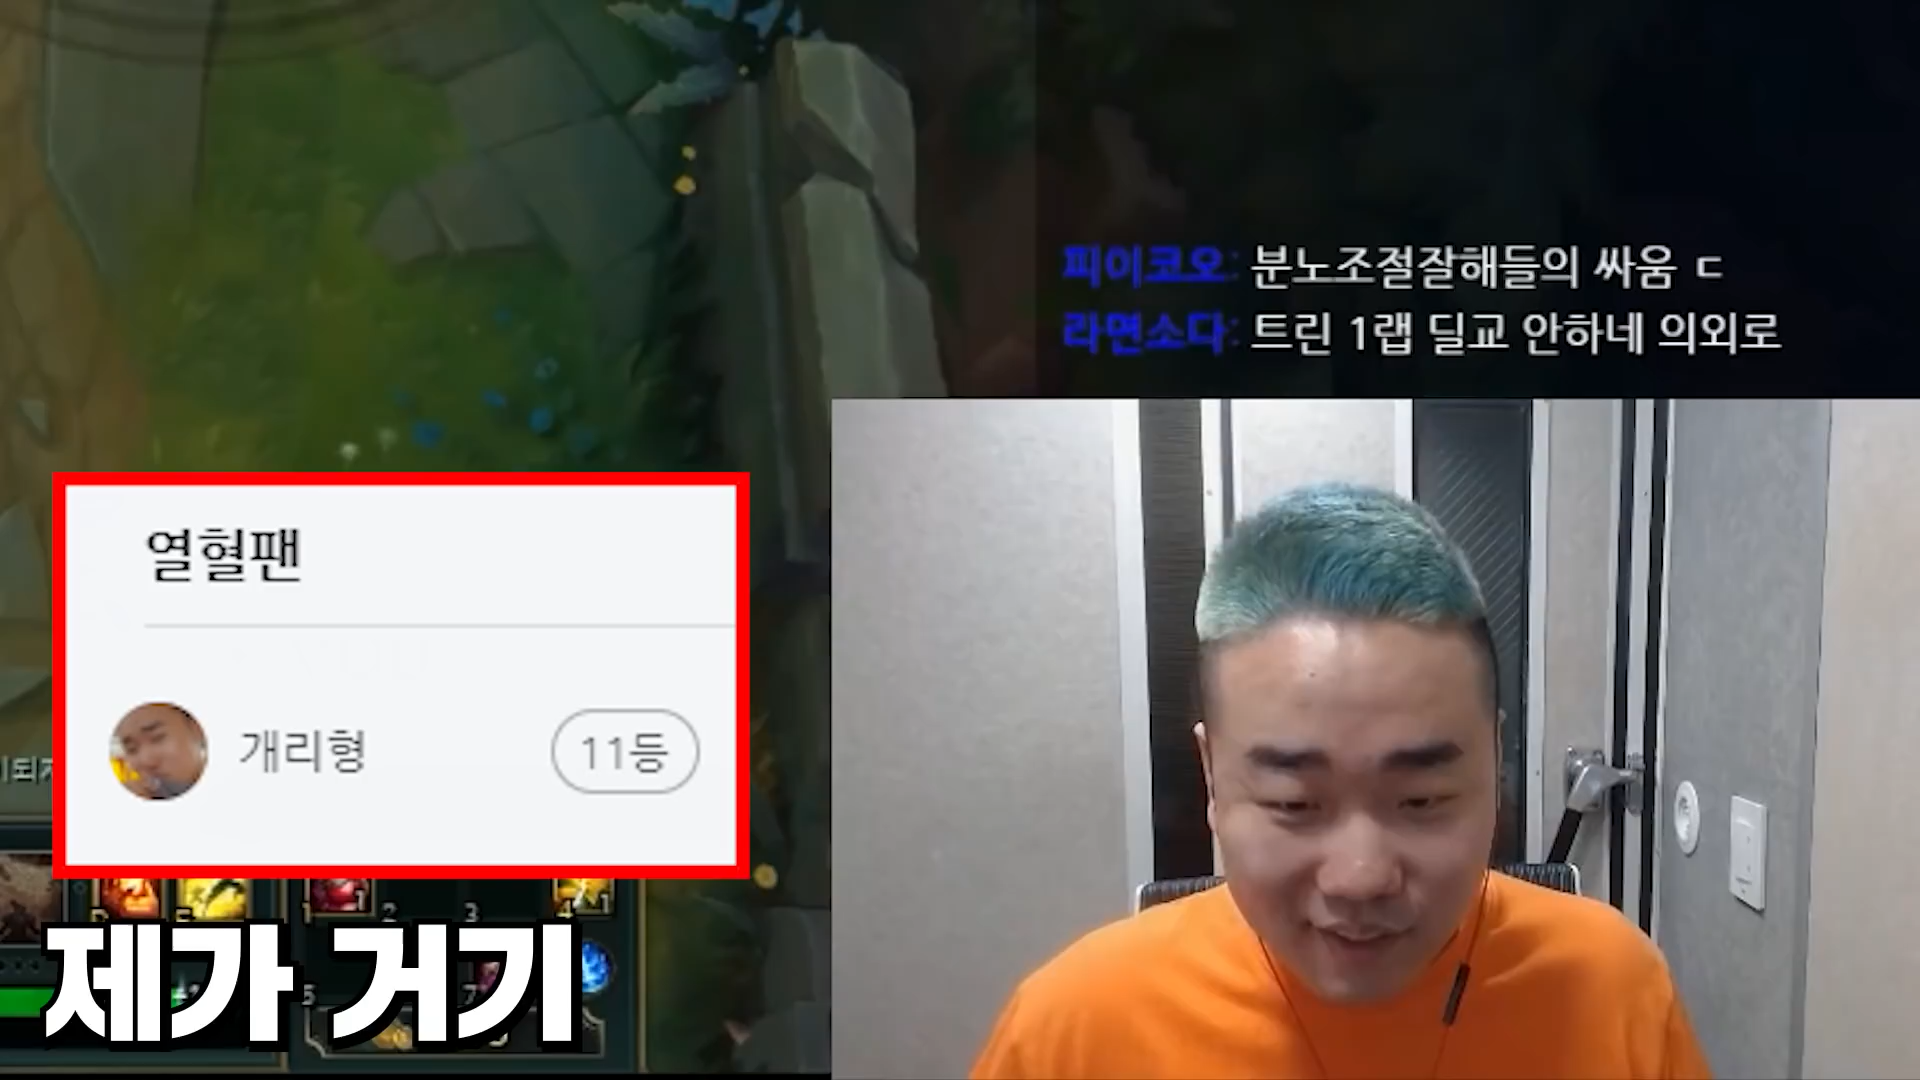 피이코오: 분노조절잘해들의 싸움 ㄷ
라면소다: 트린 1랩 딜교 안하네 의외로
열혈팬
개리형
11등
제가 거기